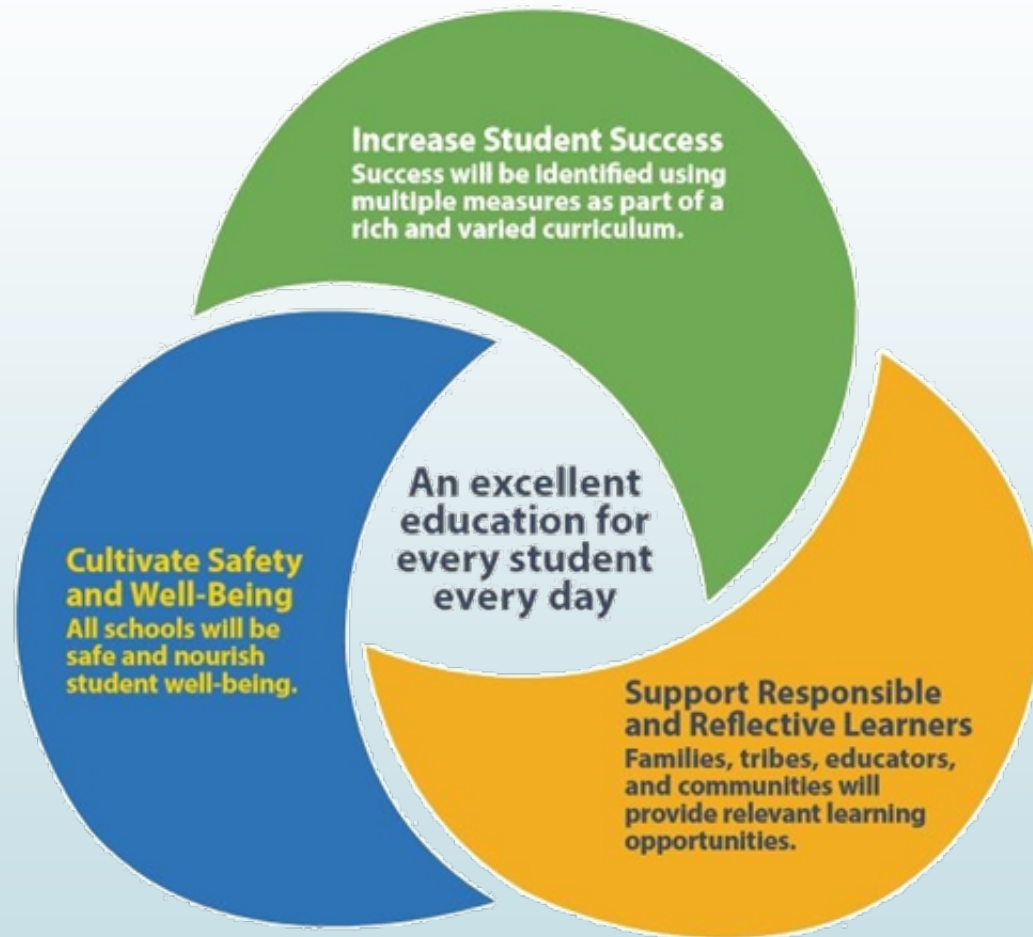 Increase Student Success
Success will be identified using
multiple measures as part of a
rich and varied curriculum.
An excellent
education for
every student
every day
Cultivate Safety
and Well-Being
All schools will be
safe and nourish
student well-being.
Support Responsible
and Reflective Learners
Families, tribes, educators,
and communities will
provide relevant learning
opportunities.